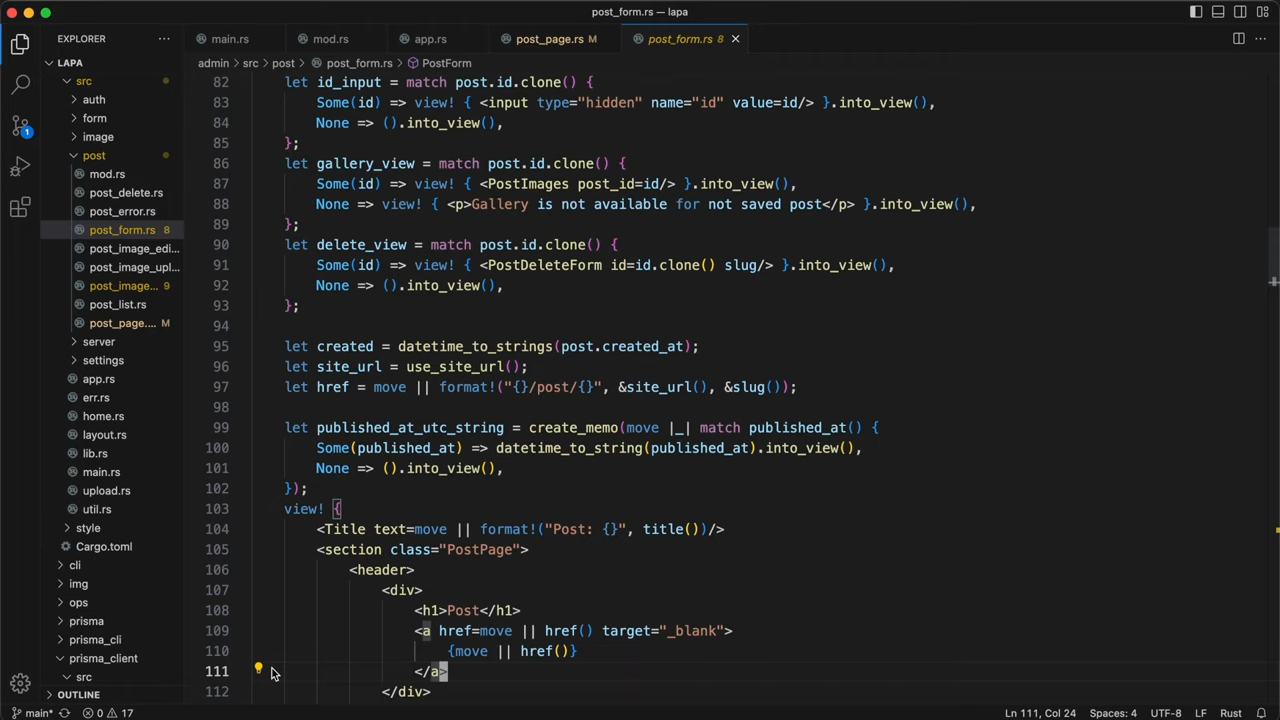 post_form.rs — lapa
EXPLORER
main.rs
mod.rs
app.rs
post_page.rs M
post_form.rs 8
LAPA
admin > src > post > post_form.rs > PostForm
src
auth
form
image
post
mod.rs
post_delete.rs
post_error.rs
post_form.rs 8
post_image_edi...
post_image_upl...
post_image... 9
post_list.rs
post_page.... M
server
settings
app.rs
err.rs
home.rs
layout.rs
lib.rs
main.rs
upload.rs
util.rs
style
Cargo.toml
cli
img
ops
prisma
prisma_cli
prisma_client
src
OUTLINE
82 let id_input = match post.id.clone() {
83 Some(id) => view! { <input type="hidden" name="id" value=id/> }.into_view(),
84 None => ().into_view(),
85 };
86 let gallery_view = match post.id.clone() {
87 Some(id) => view! { <PostImages post_id=id/> }.into_view(),
88 None => view! { <p>Gallery is not available for not saved post</p> }.into_view(),
89 };
90 let delete_view = match post.id.clone() {
91 Some(id) => view! { <PostDeleteForm id=id.clone() slug/> }.into_view(),
92 None => ().into_view(),
93 };
94
95 let created = datetime_to_strings(post.created_at);
96 let site_url = use_site_url();
97 let href = move || format!("{}/post/{}", &site_url(), &slug());
98
99 let published_at_utc_string = create_memo(move |_| match published_at() {
100 Some(published_at) => datetime_to_string(published_at).into_view(),
101 None => ().into_view(),
102 });
103 view! {
104 <Title text=move || format!("Post: {}", title())/>
105 <section class="PostPage">
106 <header>
107 <div>
108 <h1>Post</h1>
109 <a href=move || href() target="_blank">
110 {move || href()}
111 </a>
112 </div>
main* 0 17 Ln 111, Col 24 Spaces: 4 UTF-8 LF Rust